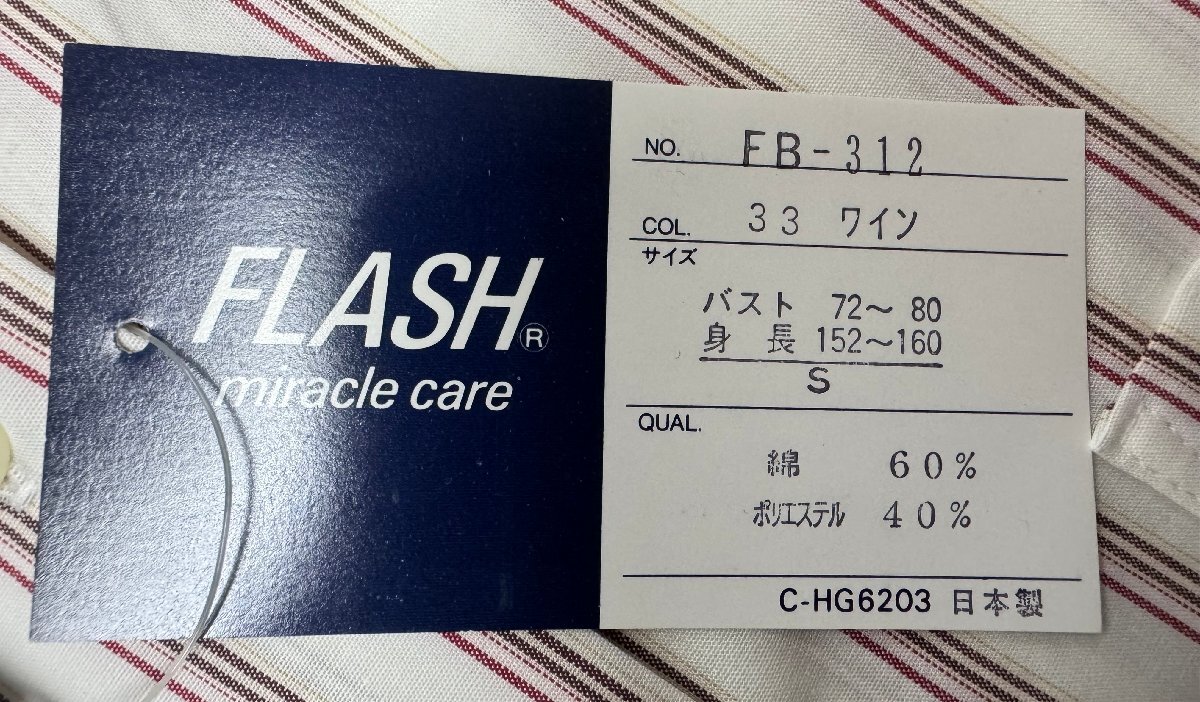 FLASH®
miracle care
NO. FB-312
COL. 33 ワイン
サイズ
バスト 72～80
身長 152～160
S
QUAL.
綿 60%
ポリエステル 40%
C-HG6203 日本製